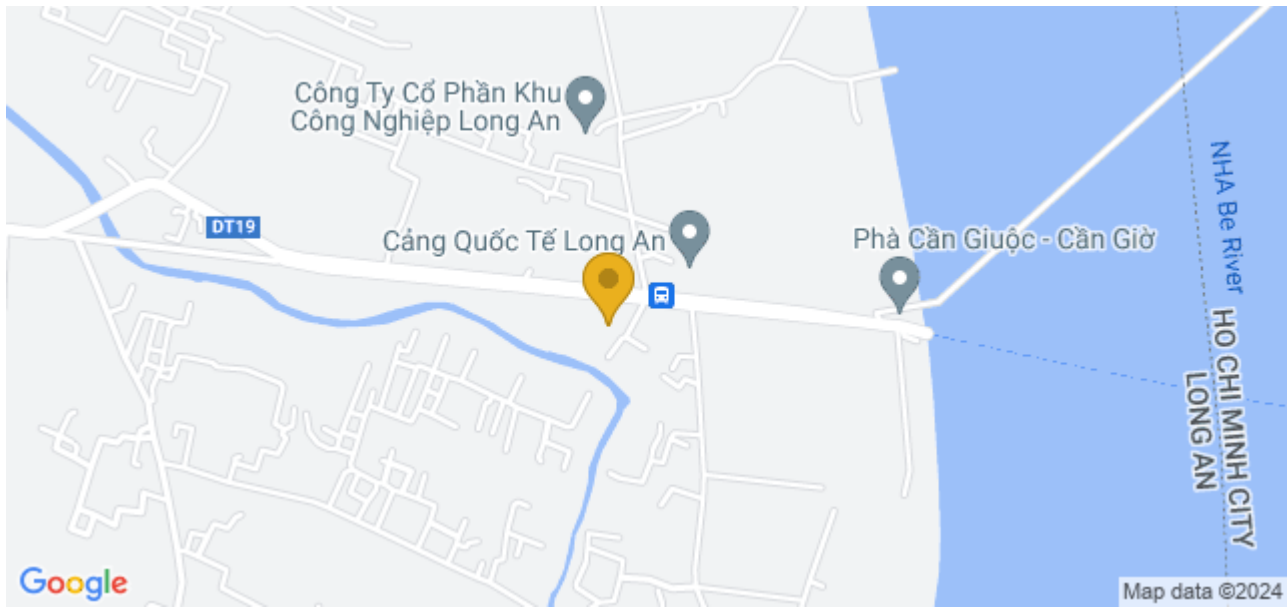 Công Ty Cổ Phần Khu
Công Nghiệp Long An
DT19
Cảng Quốc Tế Long An
Phà Cần Giuộc - Cần Giờ
NHA Be River
HO CHI MINH CITY
LONG AN
Google
Map data ©2024